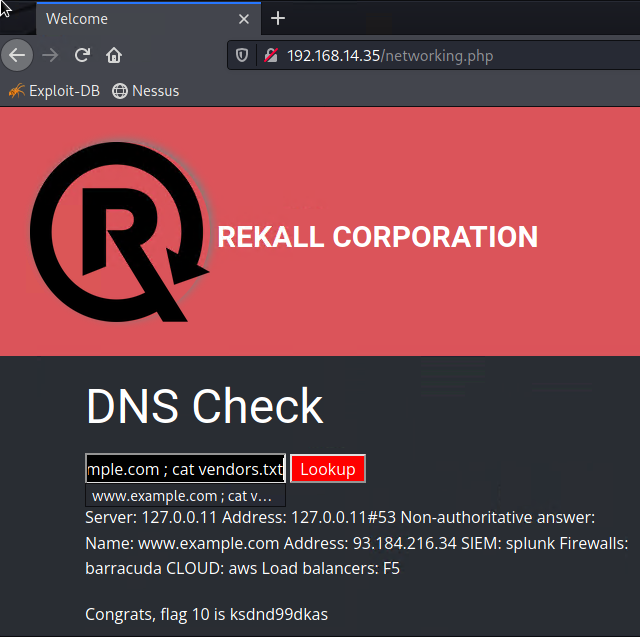 Welcome
192.168.14.35/networking.php
Exploit-DB
Nessus
R
REKALL CORPORATION
DNS Check
mple.com ; cat vendors.txt
Lookup
www.example.com ; cat v…
Server: 127.0.0.11 Address: 127.0.0.11#53 Non-authoritative answer:
Name: www.example.com Address: 93.184.216.34 SIEM: splunk Firewalls:
barracuda CLOUD: aws Load balancers: F5
Congrats, flag 10 is ksdnd99dkas